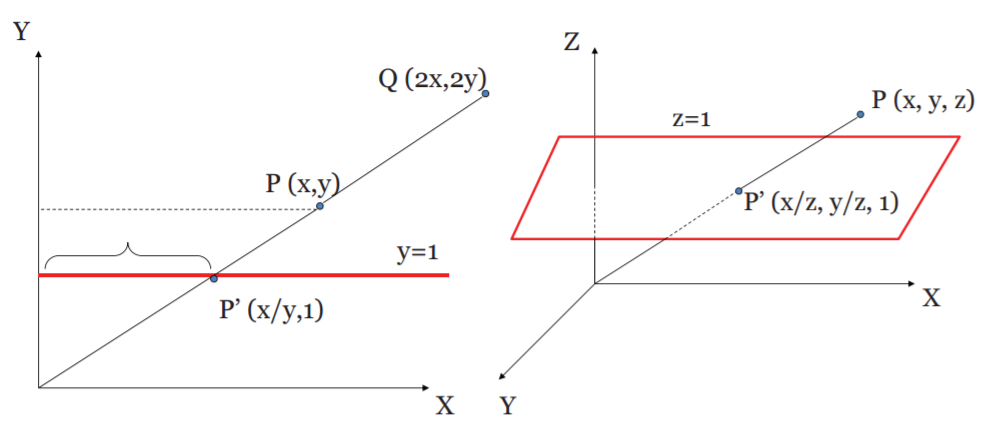 Y
Q (2x,2y)
P (x,y)
y=1
P’ (x/y,1)
X
Z
P (x, y, z)
z=1
P’ (x/z, y/z, 1)
X
Y